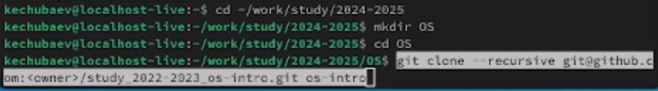 kechubaev@localhost-live:~$ cd ~/work/study/2024-2025
kechubaev@localhost-live:~/work/study/2024-2025$ mkdir OS
kechubaev@localhost-live:~/work/study/2024-2025$ cd OS
kechubaev@localhost-live:~/work/study/2024-2025/OS$ git clone --recursive git@github.c
om:<owner>/study_2022-2023_os-intro.git os-intro